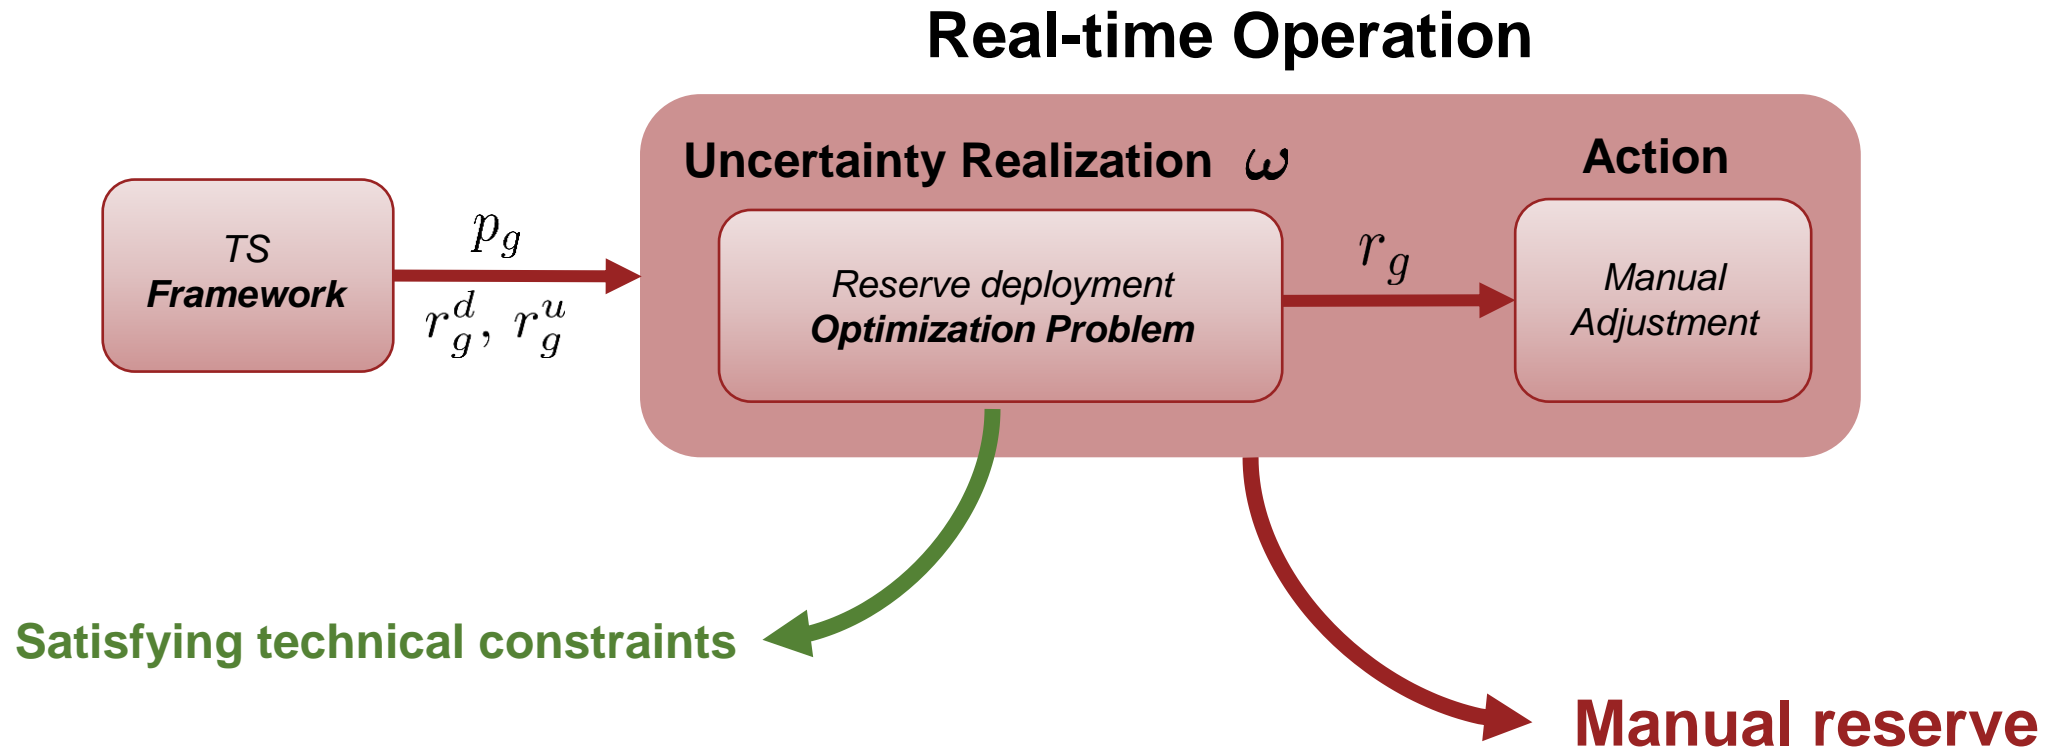 Real-time Operation
Uncertainty Realization ω
Action
TS
Framework
p_g
r_g^d, r_g^u
Reserve deployment
Optimization Problem
r_g
Manual
Adjustment
Satisfying technical constraints
Manual reserve